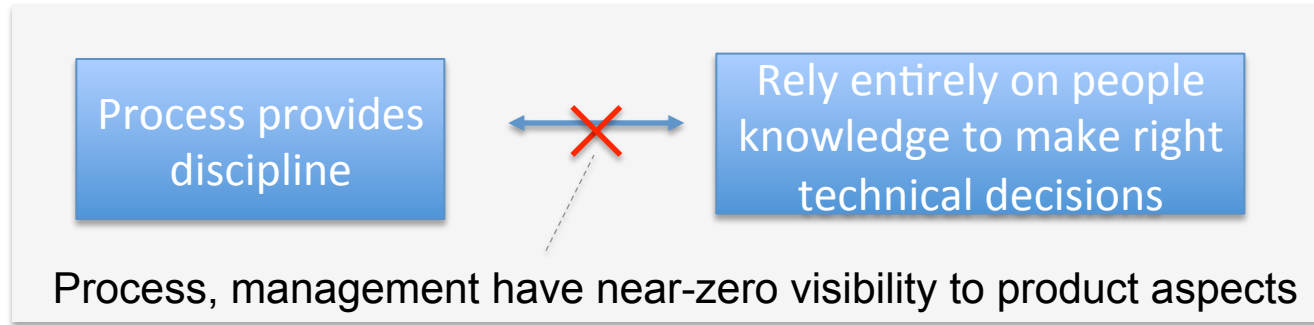 Process provides
discipline
Rely entirely on people
knowledge to make right
technical decisions
Process, management have near-zero visibility to product aspects